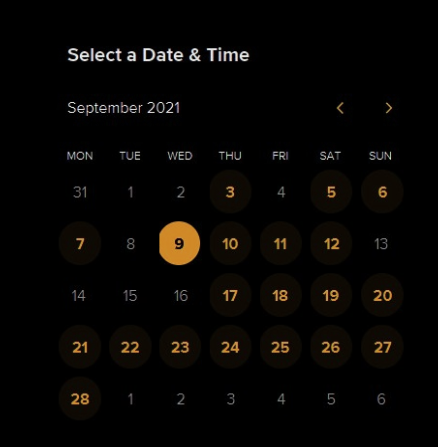 Select a Date & Time
September 2021
MON TUE WED THU FRI SAT SUN
31 1 2 3 4 5 6
7 8 9 10 11 12 13
14 15 16 17 18 19 20
21 22 23 24 25 26 27
28 1 2 3 4 5 6